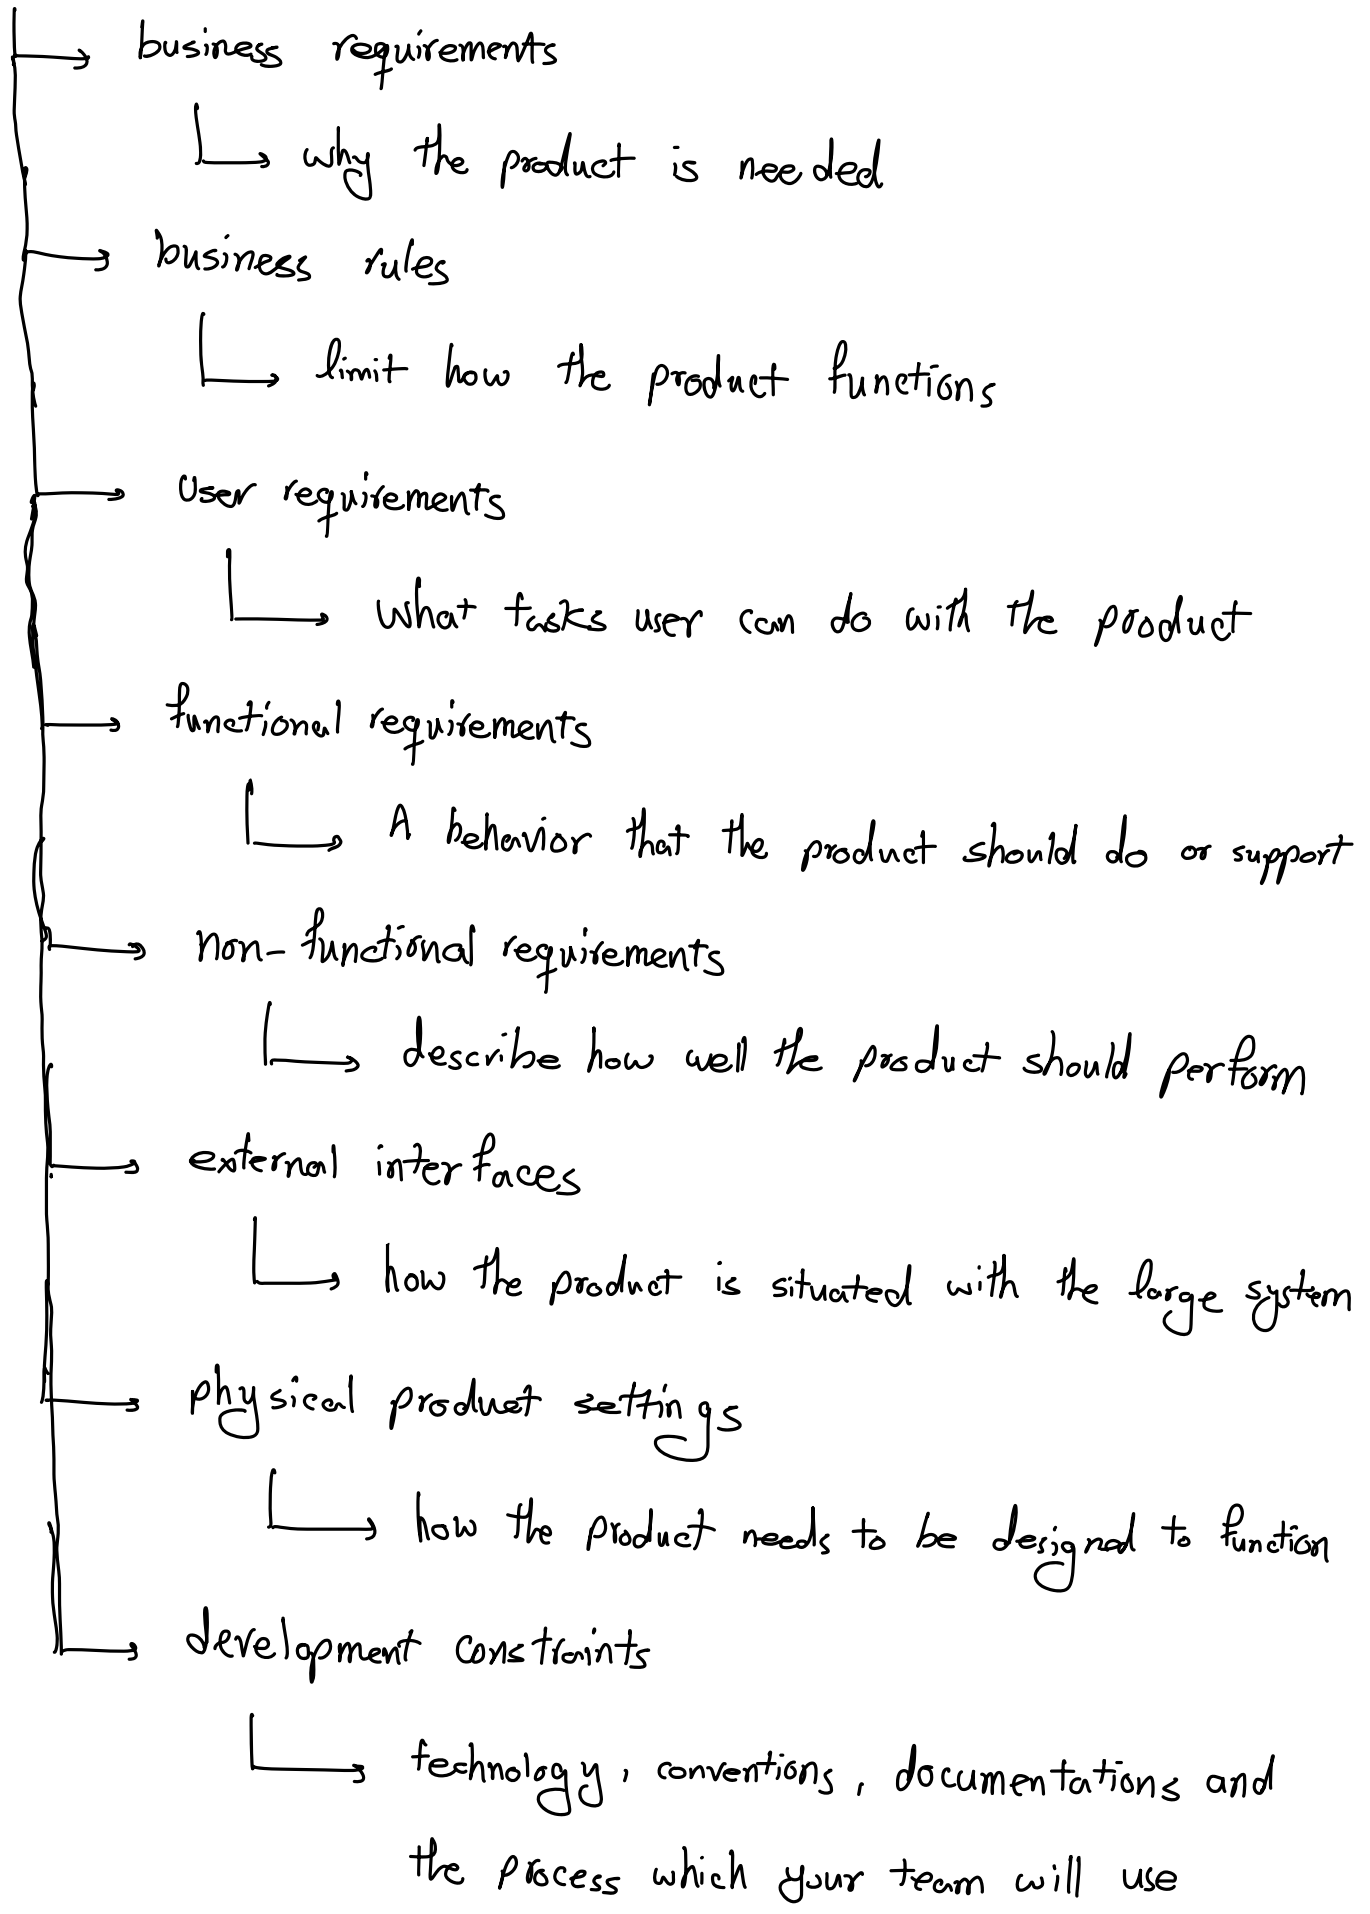 business requirements
why the product is needed
business rules
limit how the product functions
User requirements
what tasks user can do with the product
functional requirements
A behavior that the product should do or support
non-functional requirements
describe how well the product should perform
external interfaces
how the product is situated with the large system
physical product settings
how the product needs to be designed to function
development constraints
technology, conventions, documentations and
the process which your team will use